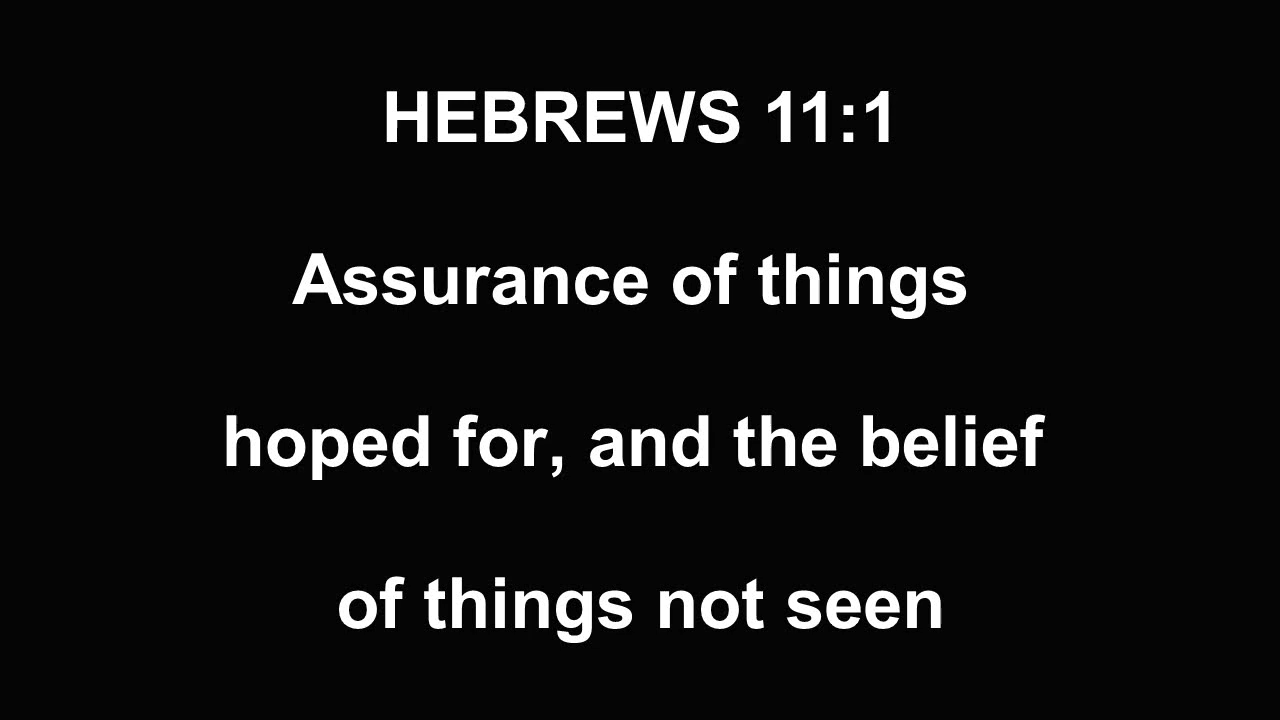 HEBREWS 11:1
Assurance of things
hoped for, and the belief
of things not seen